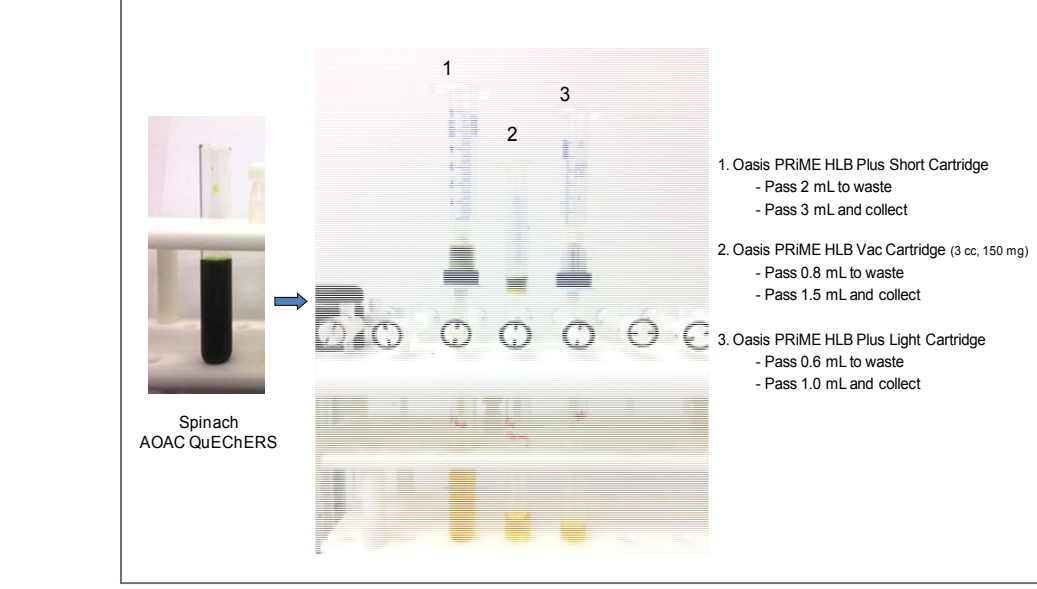 1
2
3
Spinach
AOAC QuEChERS
1. Oasis PRiME HLB Plus Short Cartridge
- Pass 2 mL to waste
- Pass 3 mL and collect
2. Oasis PRiME HLB Vac Cartridge (3 cc, 150 mg)
- Pass 0.8 mL to waste
- Pass 1.5 mL and collect
3. Oasis PRiME HLB Plus Light Cartridge
- Pass 0.6 mL to waste
- Pass 1.0 mL and collect